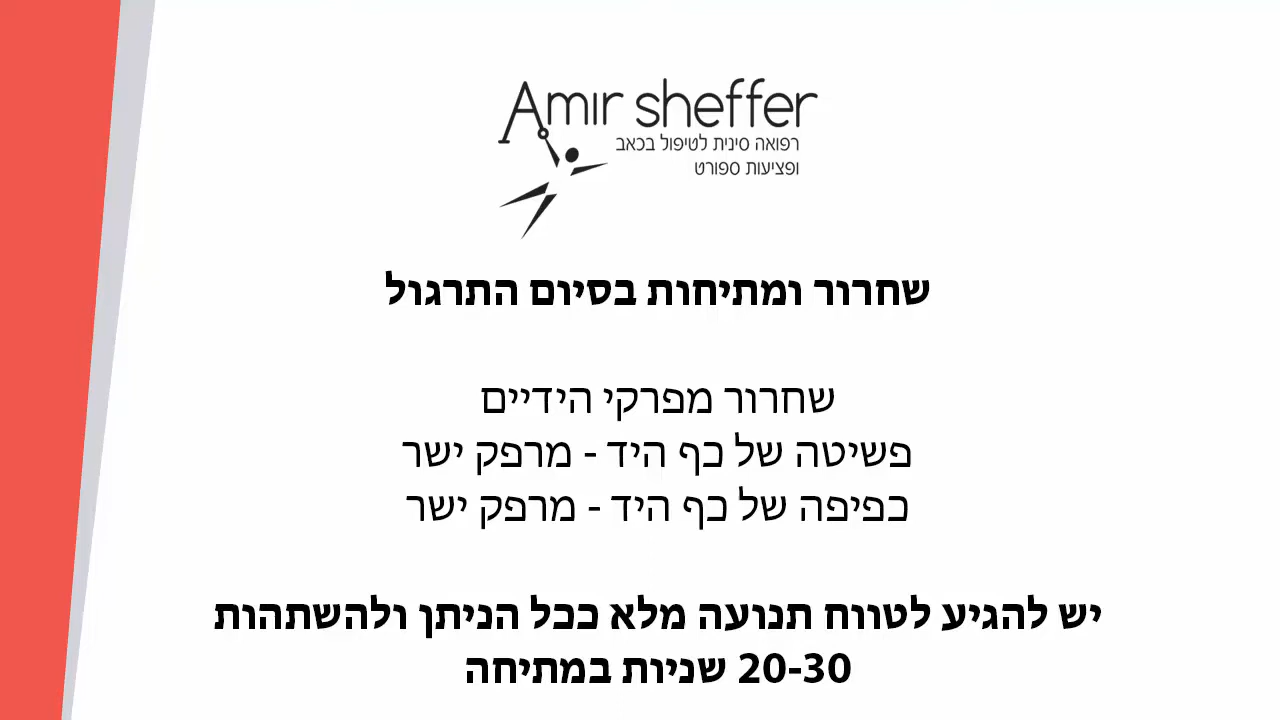 Amir sheffer
רפואה סינית לטיפול בכאב
ופציעות ספורט
שחרור ומתיחות בסיום התרגול
שחרור מפרקי הידיים
פשיטה של כף היד - מרפק ישר
כפיפה של כף היד - מרפק ישר
יש להגיע לטווח תנועה מלא ככל הניתן ולהשתהות
20-30 שניות במתיחה